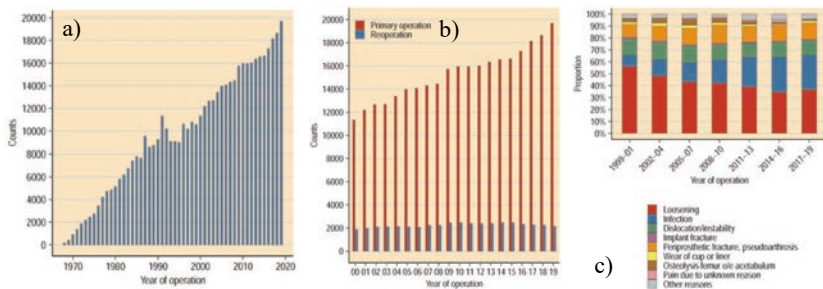 a)
20000
18000
16000
14000
12000
10000
8000
6000
4000
2000
0
Counts
1970
1980
1990
2000
2010
2020
Year of operation
b)
Primary operation
Reoperation
20000
18000
16000
14000
12000
10000
8000
6000
4000
2000
0
Counts
00 01 02 03 04 05 06 07 08 09 10 11 12 13 14 15 16 17 18 19
Year of operation
100%
90%
80%
70%
60%
50%
40%
30%
20%
10%
0%
Proportion
1999-01
2002-04
2005-07
2008-10
2011-13
2014-16
2017-19
Year of operation
c)
Loosening
Infection
Dislocation/instability
Implant fracture
Periprosthetic fracture, pseudoarthrosis
Wear of cup or liner
Osteolysis femur o/e acetabulum
Pain due to unknown reason
Other reasons